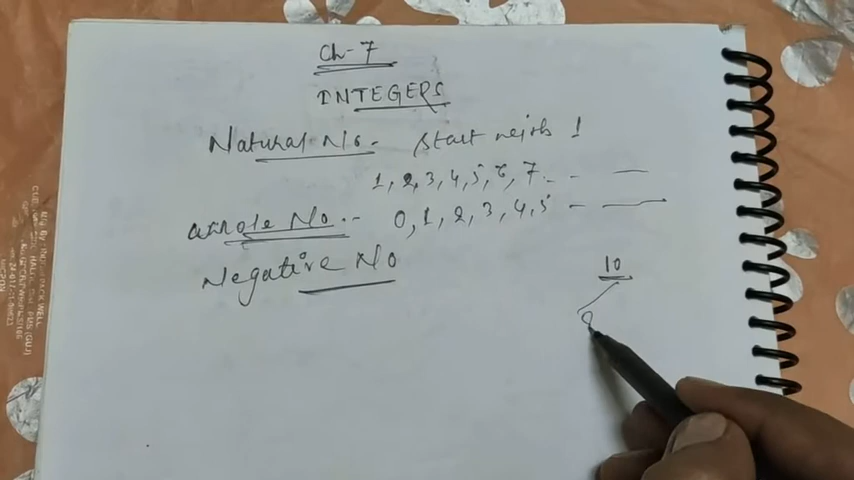 Ch-7
INTEGERS
Natural No. - Start with 1
1, 2, 3, 4, 5, 6, 7 - - —
Whole No. - 0, 1, 2, 3, 4, 5 - —
Negative No
10